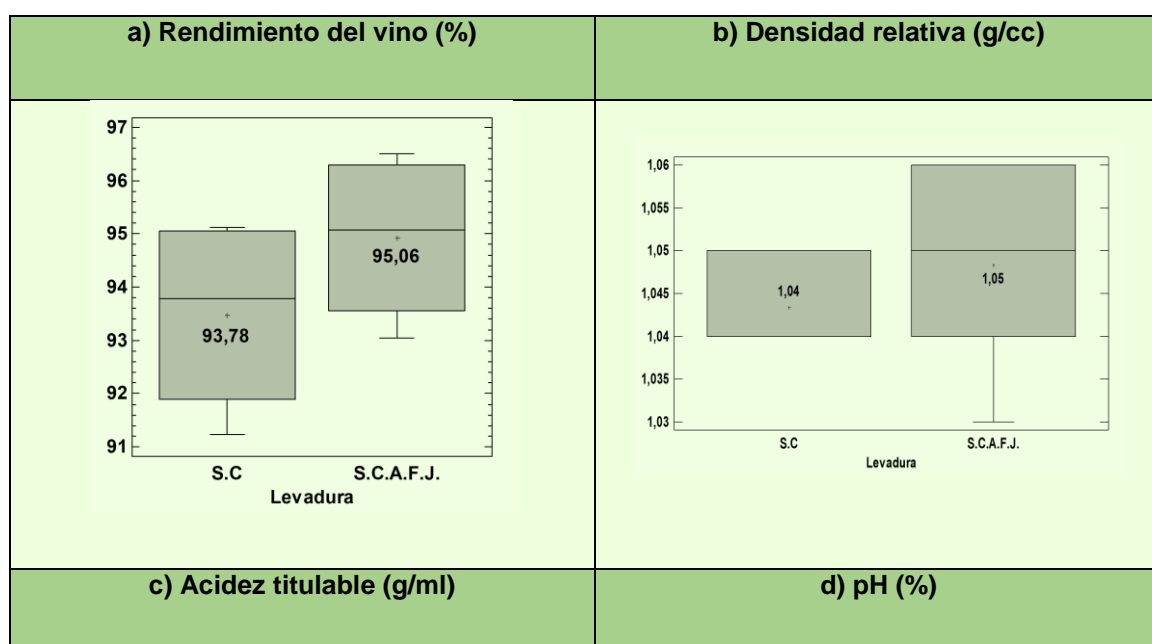 a) Rendimiento del vino (%)
b) Densidad relativa (g/cc)
97
96
95
94
93
92
91
95,06
93,78
S.C
S.C.A.F.J.
Levadura
1,06
1,055
1,05
1,045
1,04
1,035
1,03
1,04
1,05
S.C
S.C.A.F.J.
Levadura
c) Acidez titulable (g/ml)
d) pH (%)